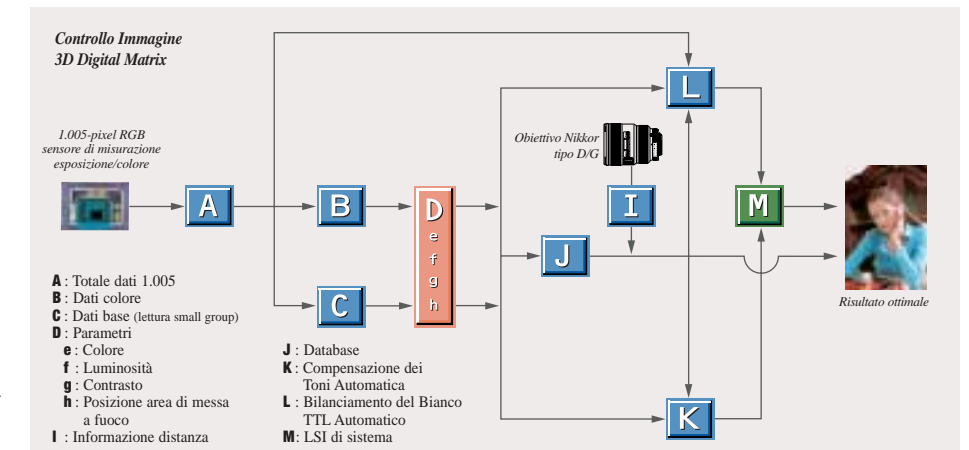 Controllo Immagine
3D Digital Matrix
1.005-pixel RGB
sensore di misurazione
esposizione/colore
Obiettivo Nikkor
tipo D/G
L
A
B
D
e
f
g
h
I
M
J
C
K
Risultato ottimale
A : Totale dati 1.005
B : Dati colore
C : Dati base (lettura small group)
D : Parametri
e : Colore
f : Luminosità
g : Contrasto
h : Posizione area di messa
a fuoco
I : Informazione distanza
J : Database
K : Compensazione dei
Toni Automatica
L : Bilanciamento del Bianco
TTL Automatico
M: LSI di sistema